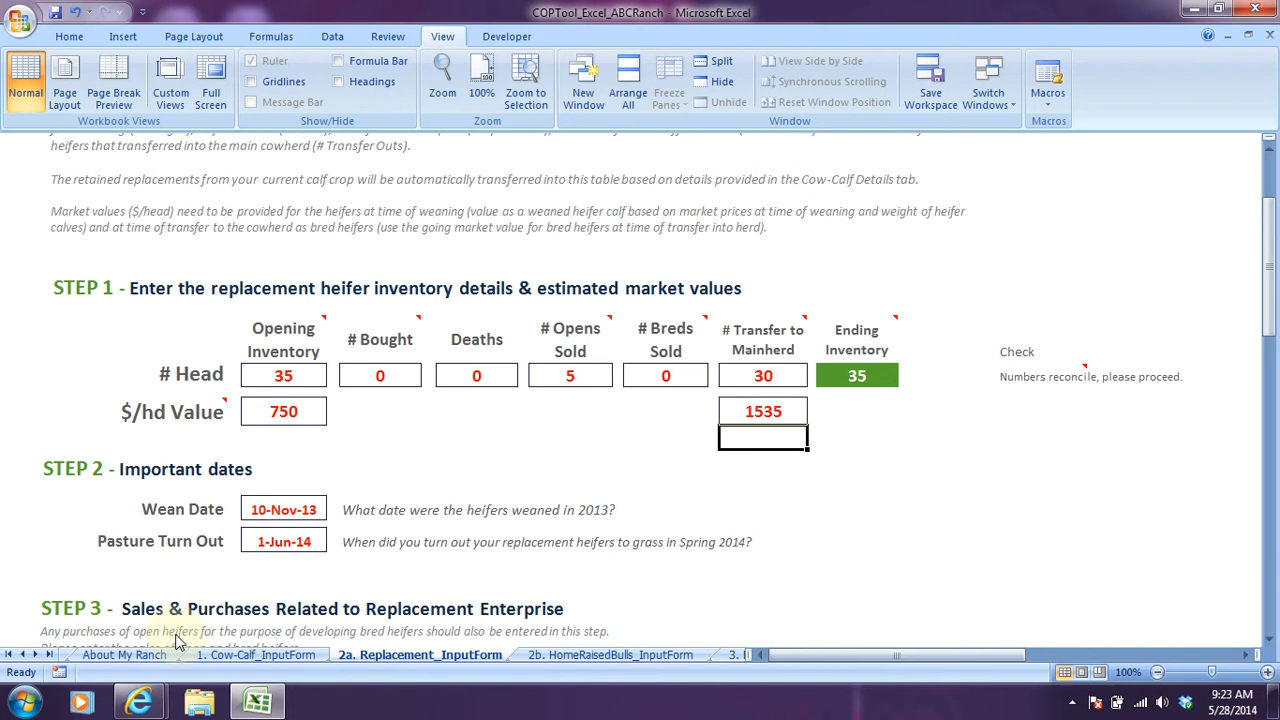 COPTool_Excel_ABCRanch - Microsoft Excel
Home Insert Page Layout Formulas Data Review View Developer
Normal Page Layout Page Break Preview Custom Views Full Screen
Workbook Views
Ruler Formula Bar
Gridlines Headings
Message Bar
Show/Hide
Zoom 100% Zoom to Selection
Zoom
New Window Arrange All Freeze Panes
Split
Hide
Unhide
View Side by Side
Synchronous Scrolling
Reset Window Position
Save Workspace Switch Windows
Window
Macros
Macros
heifers that transferred into the main cowherd (# Transfer Outs).
The retained replacements from your current calf crop will be automatically transferred into this table based on details provided in the Cow-Calf Details tab.
Market values ($/head) need to be provided for the heifers at time of weaning (value as a weaned heifer calf based on market prices at time of weaning and weight of heifer
calves) and at time of transfer to the cowherd as bred heifers (use the going market value for bred heifers at time of transfer into herd).
STEP 1 - Enter the replacement heifer inventory details & estimated market values
Opening Inventory # Bought Deaths # Opens Sold # Breds Sold # Transfer to Mainherd Ending Inventory
Check
# Head 35 0 0 5 0 30 35 Numbers reconcile, please proceed.
$/hd Value 750 1535
STEP 2 - Important dates
Wean Date 10-Nov-13 What date were the heifers weaned in 2013?
Pasture Turn Out 1-Jun-14 When did you turn out your replacement heifers to grass in Spring 2014?
STEP 3 - Sales & Purchases Related to Replacement Enterprise
Any purchases of open heifers for the purpose of developing bred heifers should also be entered in this step.
About My Ranch 1. Cow-Calf_InputForm 2a. Replacement_InputForm 2b. HomeRaisedBulls_InputForm 3.
Ready 100%
9:23 AM
5/28/2014